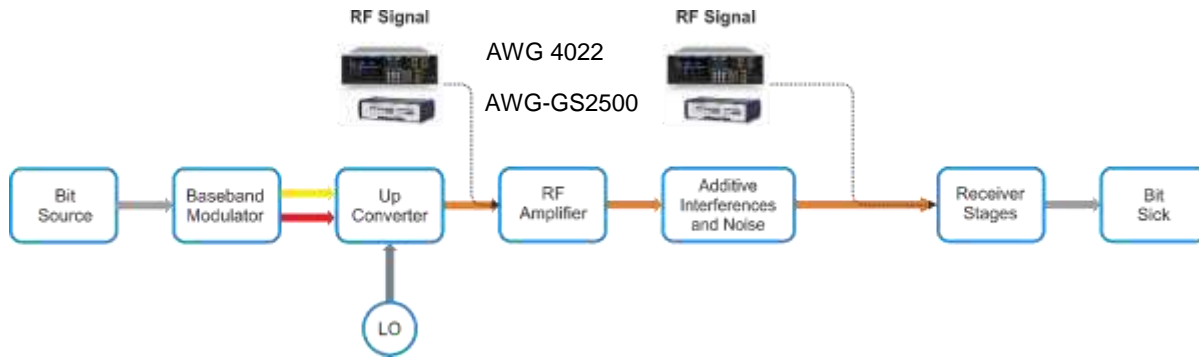 RF Signal
RF Signal
AWG 4022
AWG-GS2500
Bit
Source
Baseband
Modulator
Up
Converter
RF
Amplifier
Additive
Interferences
and Noise
Receiver
Stages
Bit
Sick
LO